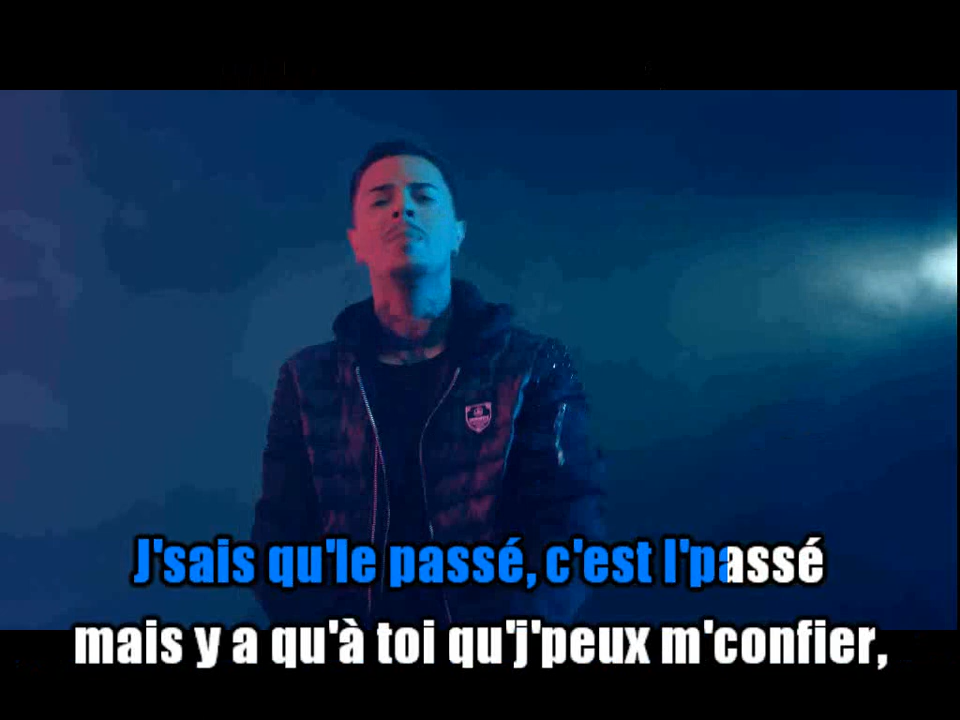 J'sais qu'le passé, c'est l'passé
mais y a qu'à toi qu'j'peux m'confier,